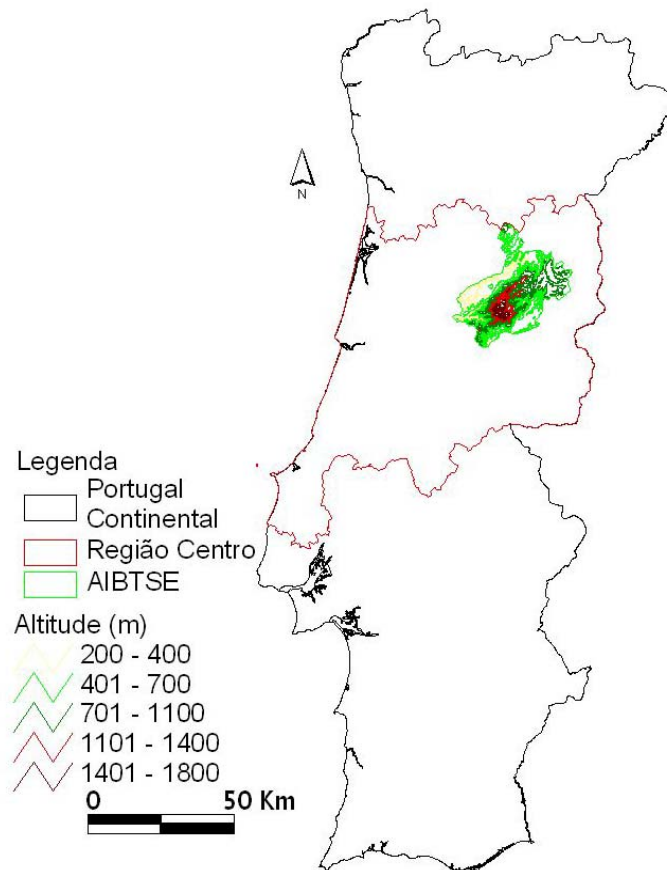 N
Legenda
Portugal
Continental
Região Centro
AIBTSE
Altitude (m)
200 - 400
401 - 700
701 - 1100
1101 - 1400
1401 - 1800
0 50 Km